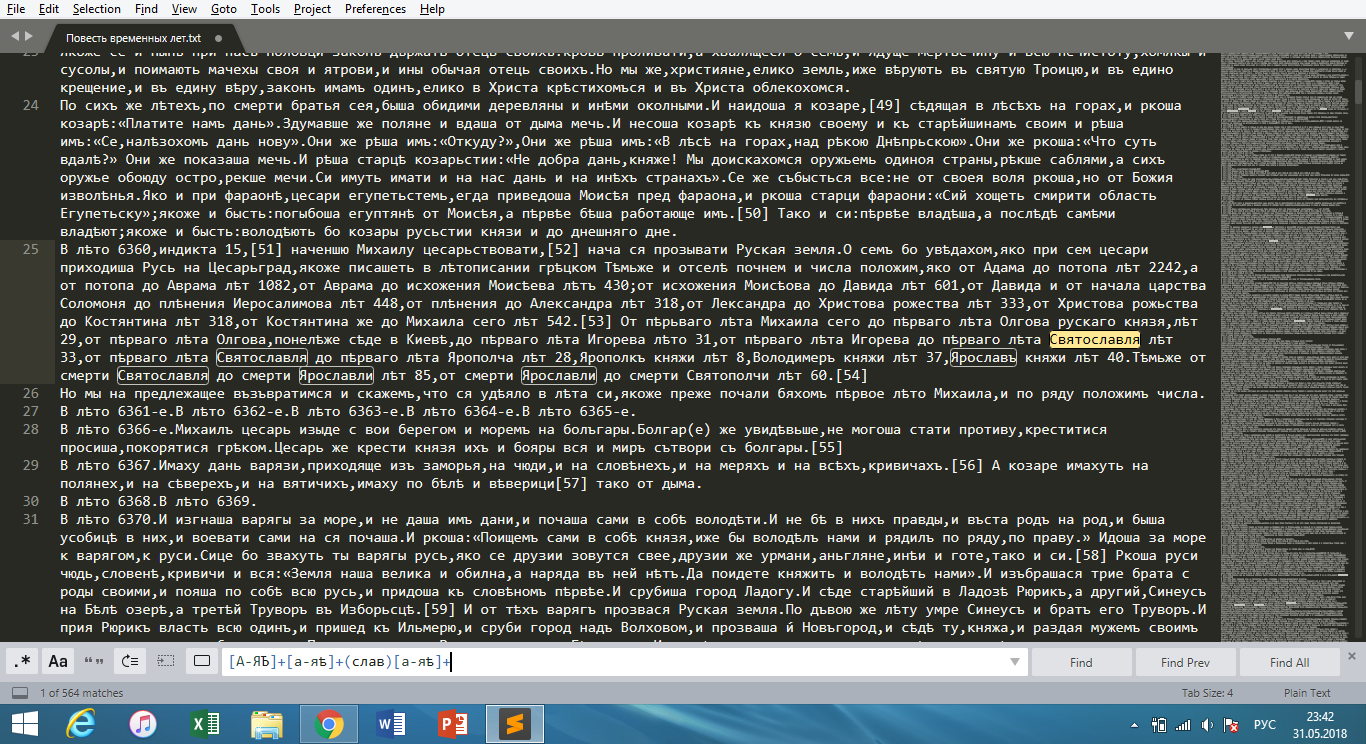 File Edit Selection Find View Goto Tools Project Preferences Help
Повесть временных лет.txt
сусолы,и поимають мачехы своя и ятрови,и ины обычая отець своихъ.Но мы же,християне,елико земль,иже вѣрують въ святую Троицю,и въ едино
крещение,и въ едину вѣру,законъ имамъ одинъ,елико в Христа крѣстихомъся и въ Христа облекохомся.
24 По сихъ же лѣтехъ,по смерти братья сея,быша обидими деревляны и инѣми околными.И наидоша я козаре,[49] сѣдящая в лѣсѣхъ на горах,и ркоша
козарѣ:«Платите намъ дань».Здумавше же поляне и вдаша от дыма мечь.И несоша козарѣ къ князю своему и къ старѣйшинамъ своим и рѣша
имъ:«Се,налѣзохомъ дань нову».Они же рѣша имъ:«Откуду?»,Они же рѣша имъ:«В лѣсѣ на горах,над рѣкою Днѣпрьскою».Они же ркоша:«Что суть
вдалѣ?» Они же показаша мечь.И рѣша старцѣ козарьстии:«Не добра дань,княже! Мы доискахомся оружьемь одиноя страны,рѣкше саблями,а сихъ
оружье обоюду остро,рекше мечи.Си имуть имати и на нас дань и на инѣхъ странахъ».Се же събысться все:не от своея воля ркоша,но от Божия
изволѣнья.Яко и при фараонѣ,цесари егупетьстемь,егда приведоша Моисѣя пред фараона,и ркоша старци фараони:«Сий хощеть смирити область
Егупетьску»;якоже и бысть:погыбоша егуптянѣ от Моисѣя,а пѣрвѣе бѣша работающе имъ.[50] Тако и си:пѣрвѣе владѣша,а послѣдѣ самѣми
владѣют;якоже и бысть:володѣють бо козары русьстии князи и до днешняго дне.
25 В лѣто 6360,индикта 15,[51] наченшю Михаилу цесарьствовати,[52] нача ся прозывати Руская земля.О семъ бо увѣдахом,яко при сем цесари
приходиша Русь на Цесарьград,якоже писашеть в лѣтописании грѣцком Тѣмьже и отселѣ почнем и числа положим,яко от Адама до потопа лѣт 2242,а
от потопа до Аврама лѣт 1082,от Аврама до исхожения Моисѣева лѣтъ 430;от исхожения Моисѣова до Давида лѣт 601,от Давида и от начала царства
Соломоня до плѣнения Иеросалимова лѣт 448,от плѣнения до Александра лѣт 318,от Лександра до Христова рожества лѣт 333,от Христова рожьства
до Костянтина лѣт 318,от Костянтина же до Михаила сего лѣт 542.[53] От пѣрьваго лѣта Михаила сего до пѣрваго лѣта Олгова рускаго князя,лѣт
29,от пѣрваго лѣта Олгова,понелѣже сѣде в Киевѣ,до пѣрваго лѣта Игорева лѣто 31,от пѣрваго лѣта Игорева до пѣрваго лѣта Святославля лѣт
33,от пѣрваго лѣта Святославля до пѣрваго лѣта Ярополча лѣт 28,Ярополкъ княжи лѣт 8,Володимеръ княжи лѣт 37,Ярославъ княжи лѣт 40.Тѣмьже от
смерти Святославля до смерти Ярославли лѣт 85,от смерти Ярославли до смерти Святополчи лѣт 60.[54]
26 Но мы на предлежащее възъвратимся и скажемъ,что ся удѣяло в лѣта си,якоже преже почали бяхомъ пѣрвое лѣто Михаила,и по ряду положимъ числа.
27 В лѣто 6361-е.В лѣто 6362-е.В лѣто 6363-е.В лѣто 6364-е.В лѣто 6365-е.
28 В лѣто 6366-е.Михаилъ цесарь изыде с вои берегом и моремъ на болъгары.Болгар(е) же увидѣвьше,не могоша стати противу,креститися
просиша,покорятися грѣком.Цесарь же крести князя ихъ и бояры вся и миръ сътвори съ болгары.[55]
29 В лѣто 6367.Имаху дань варязи,приходяще изъ заморья,на чюди,и на словѣнехъ,и на меряхъ и на всѣхъ,кривичахъ.[56] А козаре имахуть на
полянех,и на сѣверехъ,и на вятичихъ,имаху по бѣлѣ и вѣверици[57] тако от дыма.
30 В лѣто 6368.В лѣто 6369.
31 В лѣто 6370.И изгнаша варягы за море,и не даша имъ дани,и почаша сами в собѣ володѣти.И не бѣ в нихъ правды,и въста родъ на род,и быша
усобицѣ в них,и воевати сами на ся почаша.И ркоша:«Поищемъ сами в собѣ князя,иже бы володѣлъ нами и рядилъ по ряду,по праву.» Идоша за море
к варягом,к руси.Сице бо звахуть ты варягы русь,яко се друзии зовутся свее,друзии же урмани,аньгляне,инѣи и готе,тако и си.[58] Ркоша руси
чюдь,словенѣ,кривичи и вся:«Земля наша велика и обилна,а наряда въ ней нѣтъ.Да поидете княжить и володѣть нами».И изъбрашася трие брата с
роды своими,и пояша по собѣ всю русь,и придоша къ словѣномъ пѣрвѣе.И срубиша город Ладогу.И сѣде старѣйший в Ладозѣ Рюрикъ,а другий,Синеусъ
на Бѣлѣ озерѣ,а третѣй Труворъ въ Изборьсцѣ.[59] И от тѣхъ варягъ прозвася Руская земля.По дъвою же лѣту умре Синеусъ и братъ его Труворъ.И
прия Рюрикъ власть всю одинъ,и пришед къ Ильмерю,и сруби город надъ Волховом,и прозваша й Новъгород,и сѣдѣ ту,княжа,и раздая мужемъ своимъ
.* Aa “” [А-ЯѢ]+[а-яѣ]+(слав)[а-яѣ]+ Find Find Prev Find All
1 of 564 matches Tab Size: 4 Plain Text
РУС 23:42
31.05.2018